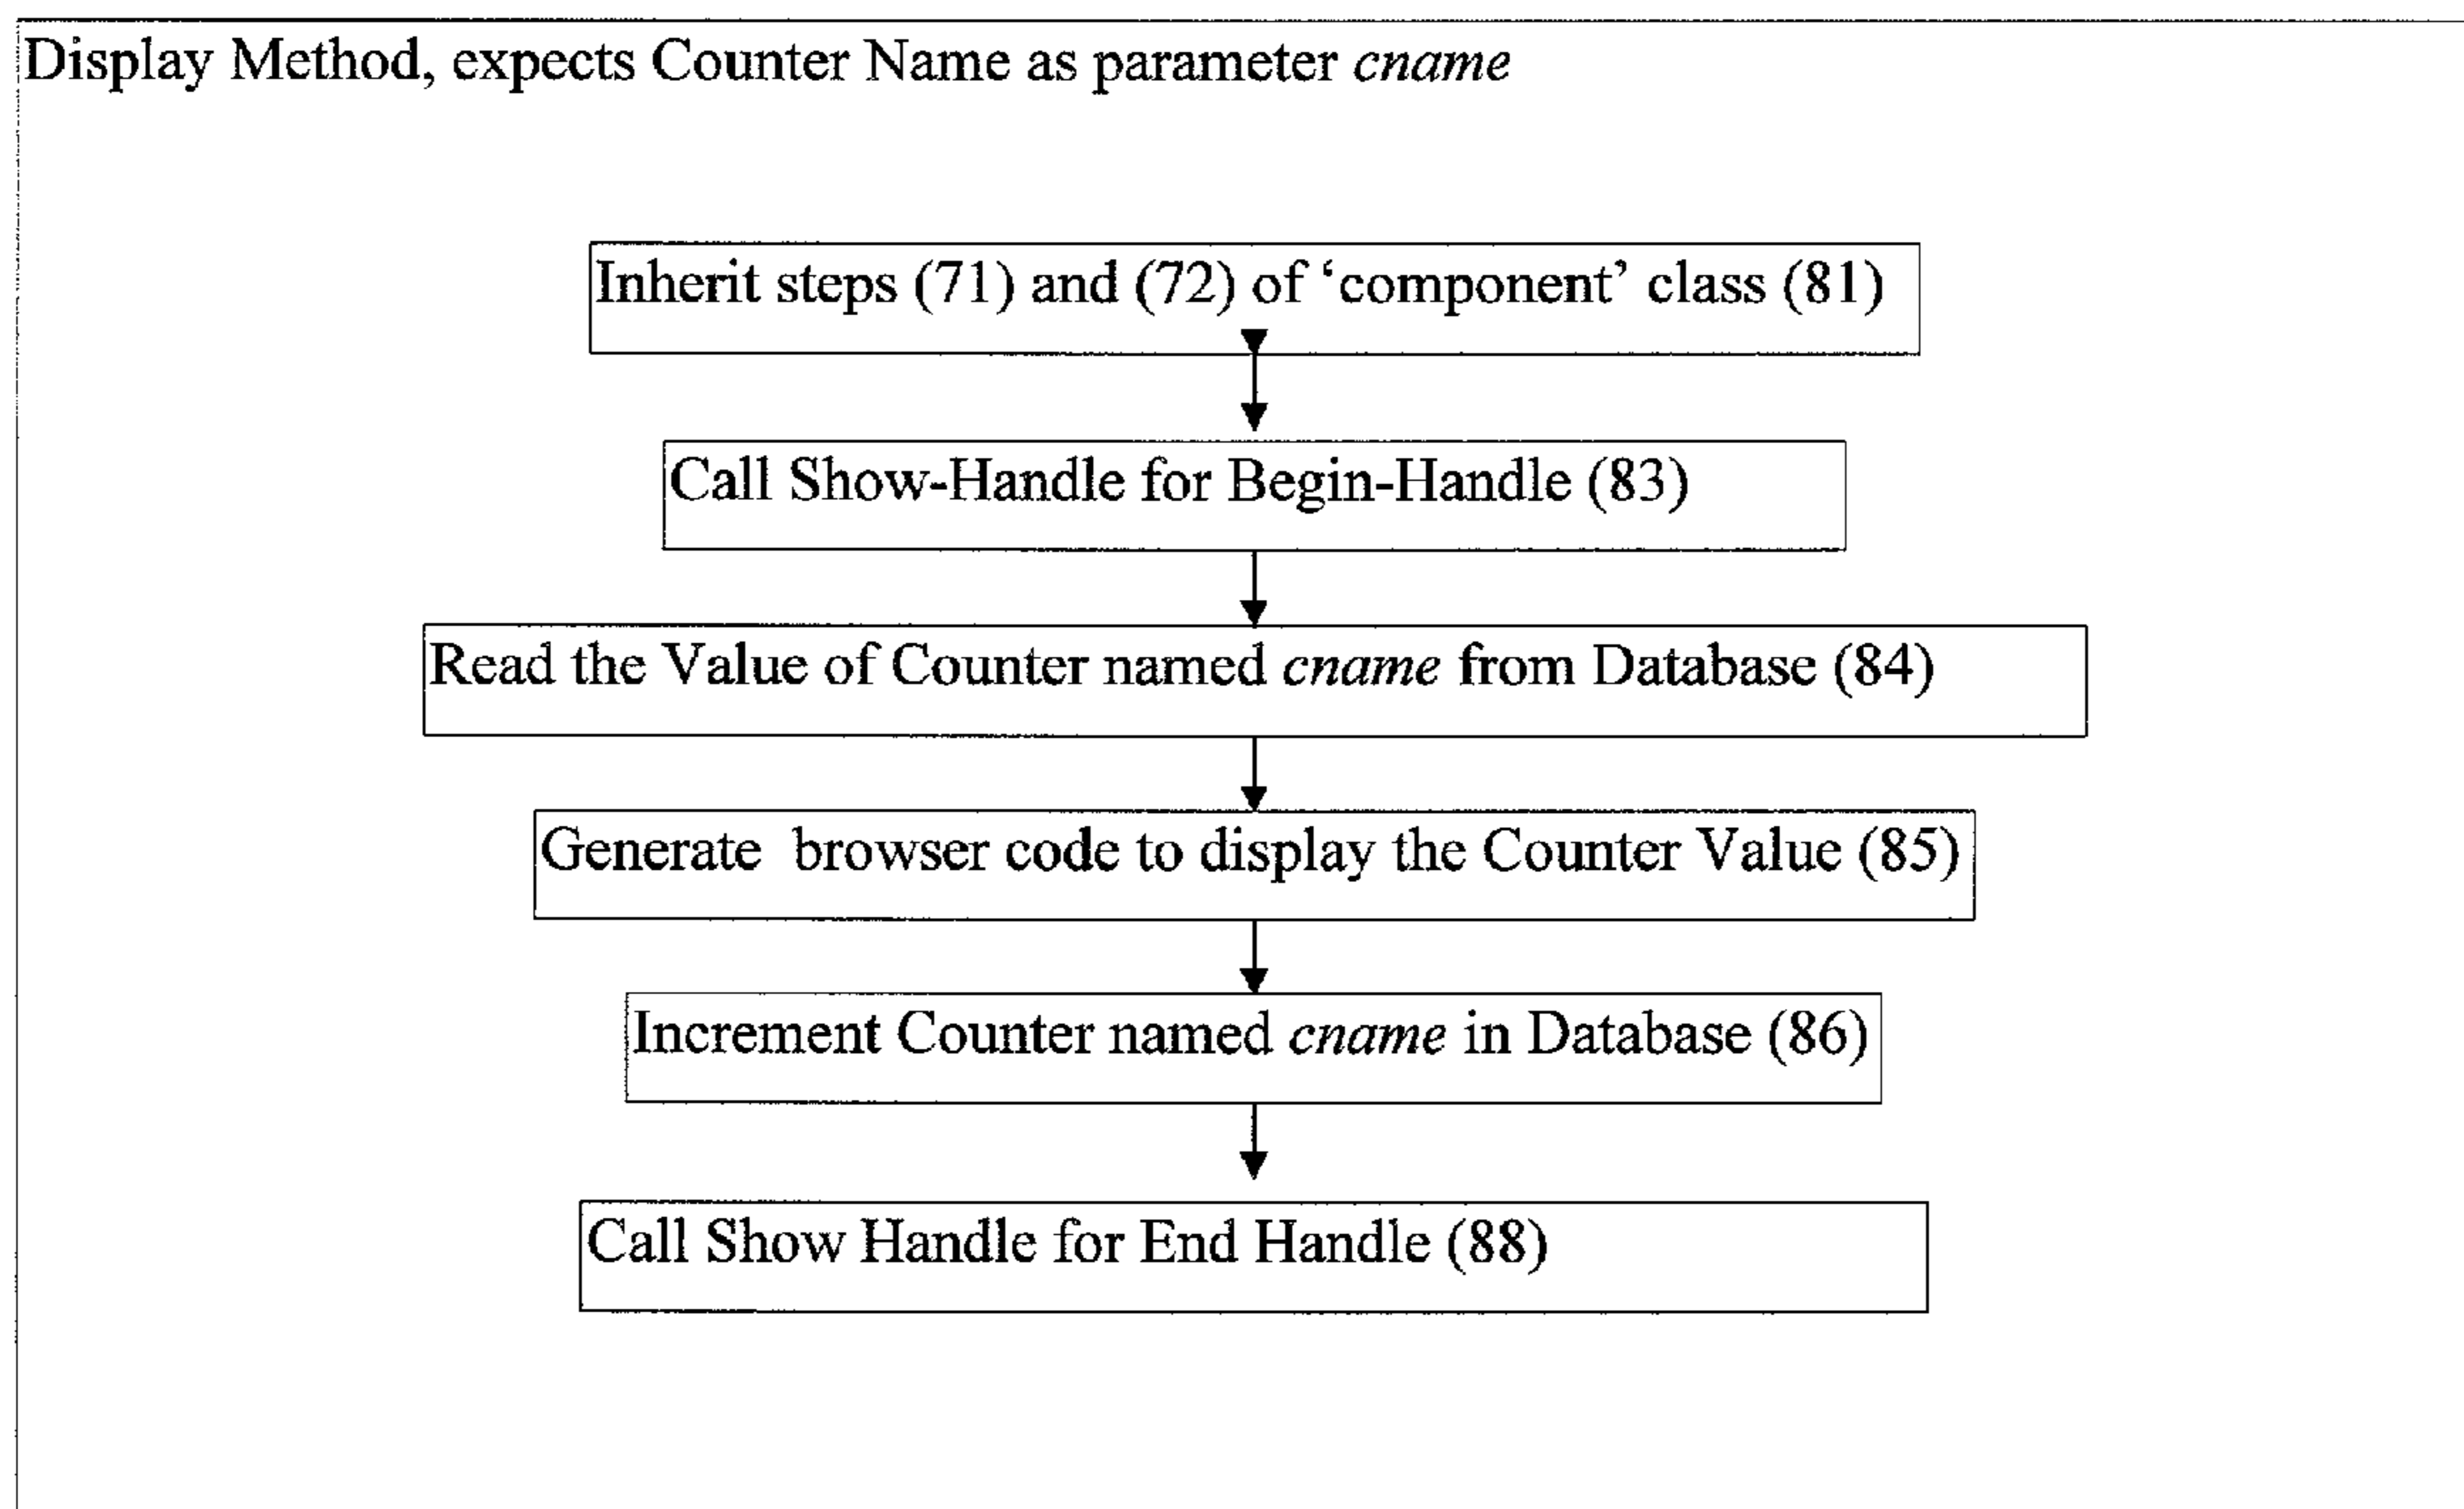 Display Method, expects Counter Name as parameter cname
Inherit steps (71) and (72) of ‘component’ class (81)
Call Show-Handle for Begin-Handle (83)
Read the Value of Counter named cname from Database (84)
Generate browser code to display the Counter Value (85)
Increment Counter named cname in Database (86)
Call Show Handle for End Handle (88)